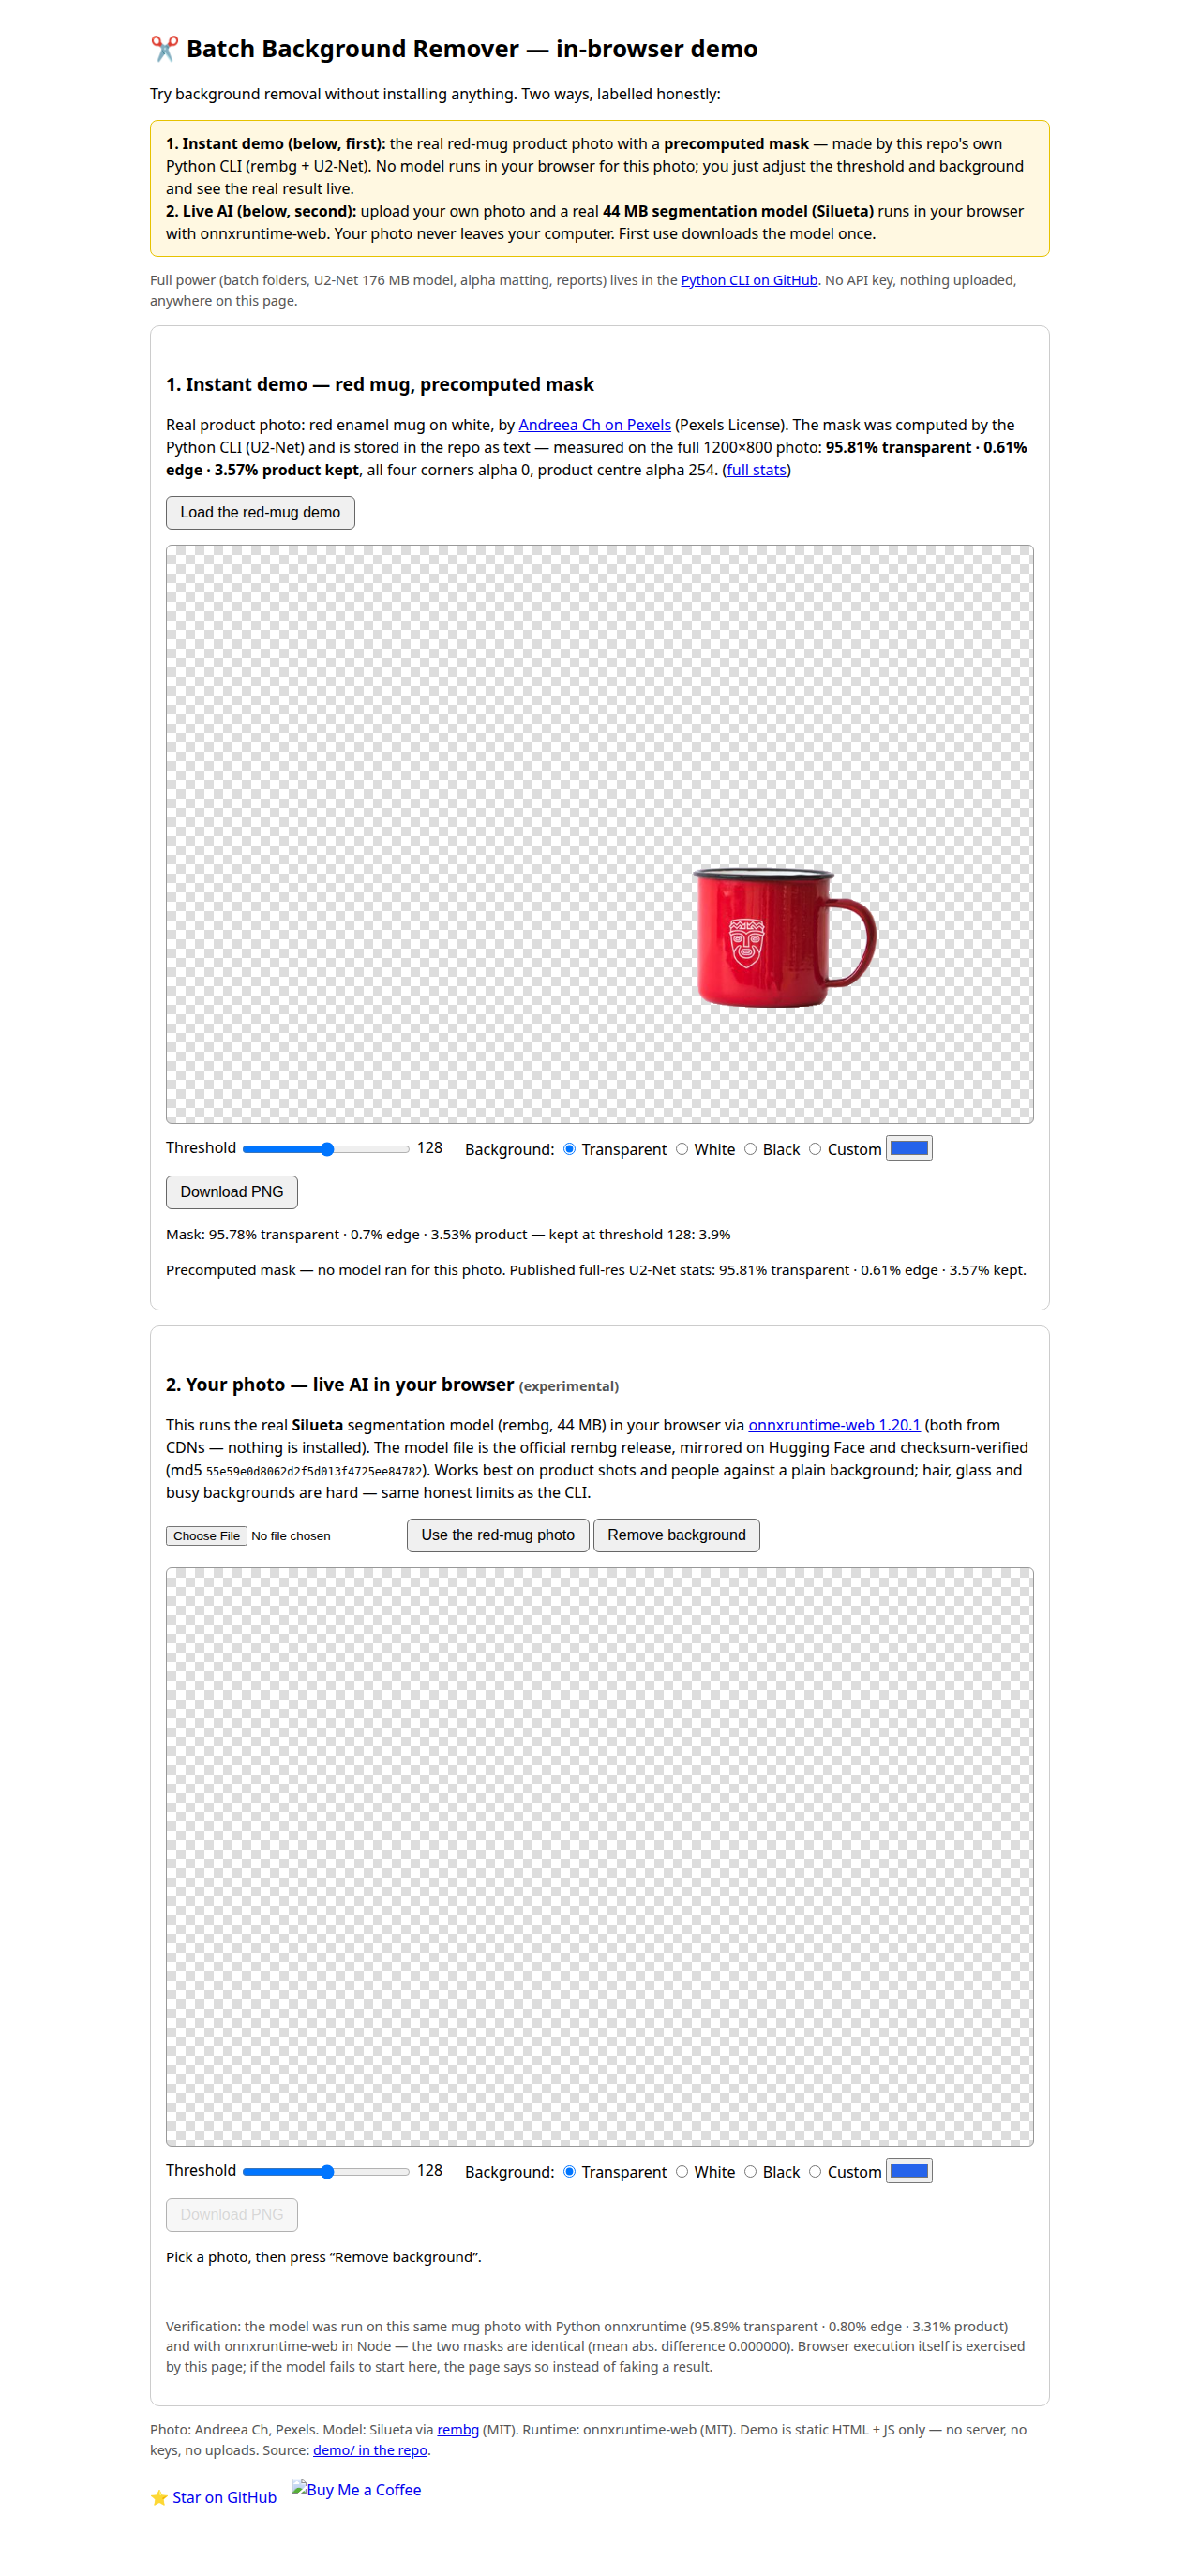 ✂️ Batch Background Remover — in-browser demo
Try background removal without installing anything. Two ways, labelled honestly:
1. Instant demo (below, first): the real red-mug product photo with a precomputed mask — made by this repo's own
Python CLI (rembg + U2-Net). No model runs in your browser for this photo; you just adjust the threshold and background
and see the real result live.
2. Live AI (below, second): upload your own photo and a real 44 MB segmentation model (Silueta) runs in your browser
with onnxruntime-web. Your photo never leaves your computer. First use downloads the model once.
Full power (batch folders, U2-Net 176 MB model, alpha matting, reports) lives in the Python CLI on GitHub. No API key, nothing uploaded,
anywhere on this page.
1. Instant demo — red mug, precomputed mask
Real product photo: red enamel mug on white, by Andreea Ch on Pexels (Pexels License). The mask was computed by the
Python CLI (U2-Net) and is stored in the repo as text — measured on the full 1200×800 photo: 95.81% transparent · 0.61%
edge · 3.57% product kept, all four corners alpha 0, product centre alpha 254. (full stats)
Load the red-mug demo
Threshold 128 Background: Transparent White Black Custom
Download PNG
Mask: 95.78% transparent · 0.7% edge · 3.53% product — kept at threshold 128: 3.9%
Precomputed mask — no model ran for this photo. Published full-res U2-Net stats: 95.81% transparent · 0.61% edge · 3.57% kept.
2. Your photo — live AI in your browser (experimental)
This runs the real Silueta segmentation model (rembg, 44 MB) in your browser via onnxruntime-web 1.20.1 (both from
CDNs — nothing is installed). The model file is the official rembg release, mirrored on Hugging Face and checksum-verified
(md5 55e59e0d8062d2f5d013f4725ee84782). Works best on product shots and people against a plain background; hair, glass and
busy backgrounds are hard — same honest limits as the CLI.
Choose File No file chosen Use the red-mug photo Remove background
Threshold 128 Background: Transparent White Black Custom
Download PNG
Pick a photo, then press “Remove background”.
Verification: the model was run on this same mug photo with Python onnxruntime (95.89% transparent · 0.80% edge · 3.31% product)
and with onnxruntime-web in Node — the two masks are identical (mean abs. difference 0.000000). Browser execution itself is exercised
by this page; if the model fails to start here, the page says so instead of faking a result.
Photo: Andreea Ch, Pexels. Model: Silueta via rembg (MIT). Runtime: onnxruntime-web (MIT). Demo is static HTML + JS only — no server, no
keys, no uploads. Source: demo/ in the repo.
⭐ Star on GitHub Buy Me a Coffee